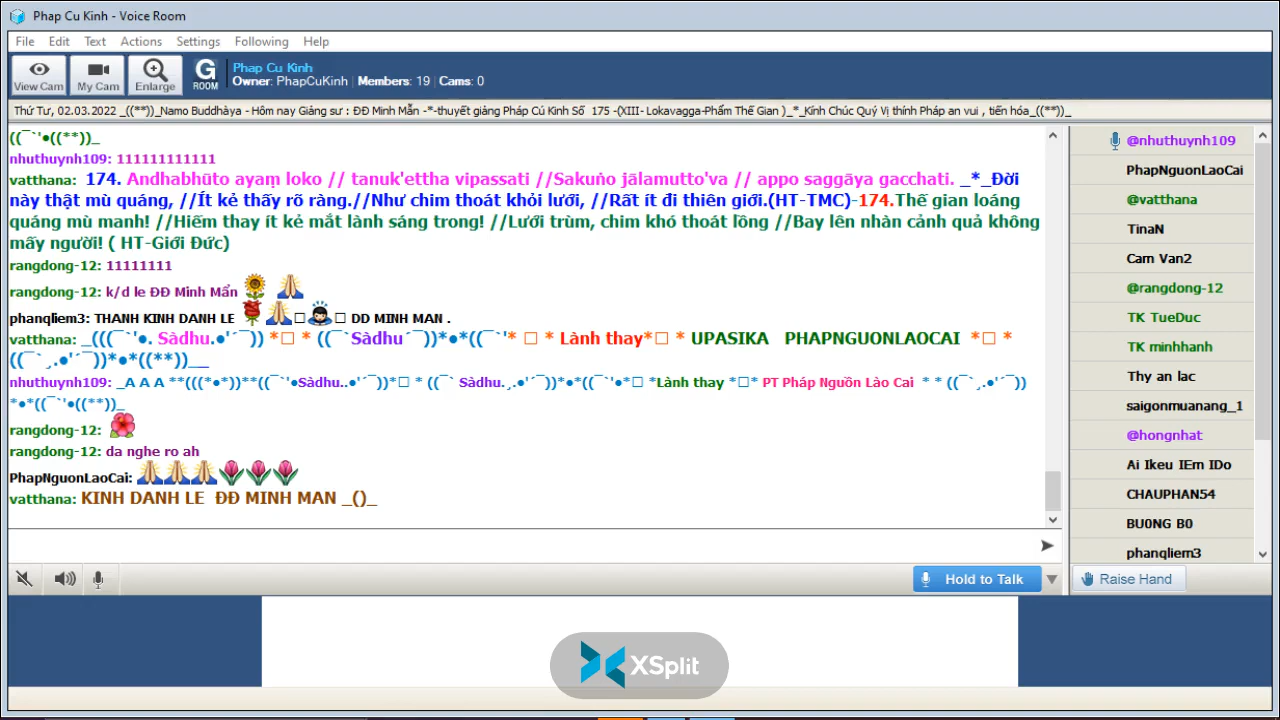 Phap Cu Kinh - Voice Room
File Edit Text Actions Settings Following Help
View Cam My Cam Enlarge G ROOM
Phap Cu Kinh
Owner: PhapCuKinh | Members: 19 | Cams: 0
Thứ Tư, 02.03.2022 _((**))_Namo Buddhàya - Hôm nay Giảng sư : ĐĐ Minh Mẫn -*-thuyết giảng Pháp Cú Kinh Số 175 -(XIII- Lokavagga-Phẩm Thế Gian )_*_Kính Chúc Quý Vị thính Pháp an vui , tiến hóa_((**))_
((¯`'●((**))_
nhuthuynh109: 111111111111
vatthana: 174. Andhabhūto ayaṃ loko // tanuk'ettha vipassati //Sakuṅo jālamutto'va // appo saggāya gacchati. _*_Đời
này thật mù quáng, //Ít kẻ thấy rõ ràng.//Như chim thoát khỏi lưới, //Rất ít đi thiên giới.(HT-TMC)-174.Thế gian loáng
quáng mù manh! //Hiếm thay ít kẻ mắt lành sáng trong! //Lưới trùm, chim khó thoát lồng //Bay lên nhàn cảnh quả không
mấy người! ( HT-Giới Đức)
rangdong-12: 11111111
rangdong-12: k/d le ĐĐ Minh Mẩn
phanqliem3: THANH KINH DANH LE □ □ DD MINH MAN .
vatthana: _(((¯`'●. Sàdhu.●'´¯)) *□ * ((¯`Sàdhu´¯))*●*((¯`'* □ * Lành thay*□ * UPASIKA PHAPNGUONLAOCAI *□ *
((¯`¸.●'´¯))*●*((**))__
nhuthuynh109: _A A A **(((*●*))**((¯`'●Sàdhu..●'´¯))*□ * ((¯` Sàdhu.¸.●'´¯))*●*((¯`'●*□ *Lành thay *□* PT Pháp Nguồn Lào Cai * * ((¯`¸.●'´¯))
*●*((¯`'●((**))_
rangdong-12:
rangdong-12: da nghe ro ah
PhapNguonLaoCai:
vatthana: KINH DANH LE ĐĐ MINH MAN _()_
Hold to Talk
@nhuthuynh109
PhapNguonLaoCai
@vatthana
TinaN
Cam Van2
@rangdong-12
TK TueDuc
TK minhhanh
Thy an lac
saigonmuanang_1
@hongnhat
Ai Ikeu IEm IDo
CHAUPHAN54
BU0NG B0
phanqliem3
Raise Hand
XSplit